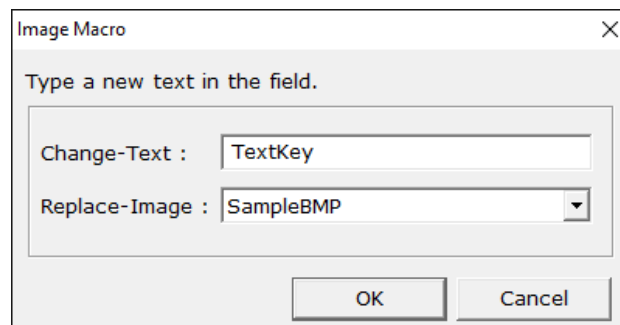 Image Macro
Type a new text in the field.
Change-Text : TextKey
Replace-Image : SampleBMP
OK Cancel